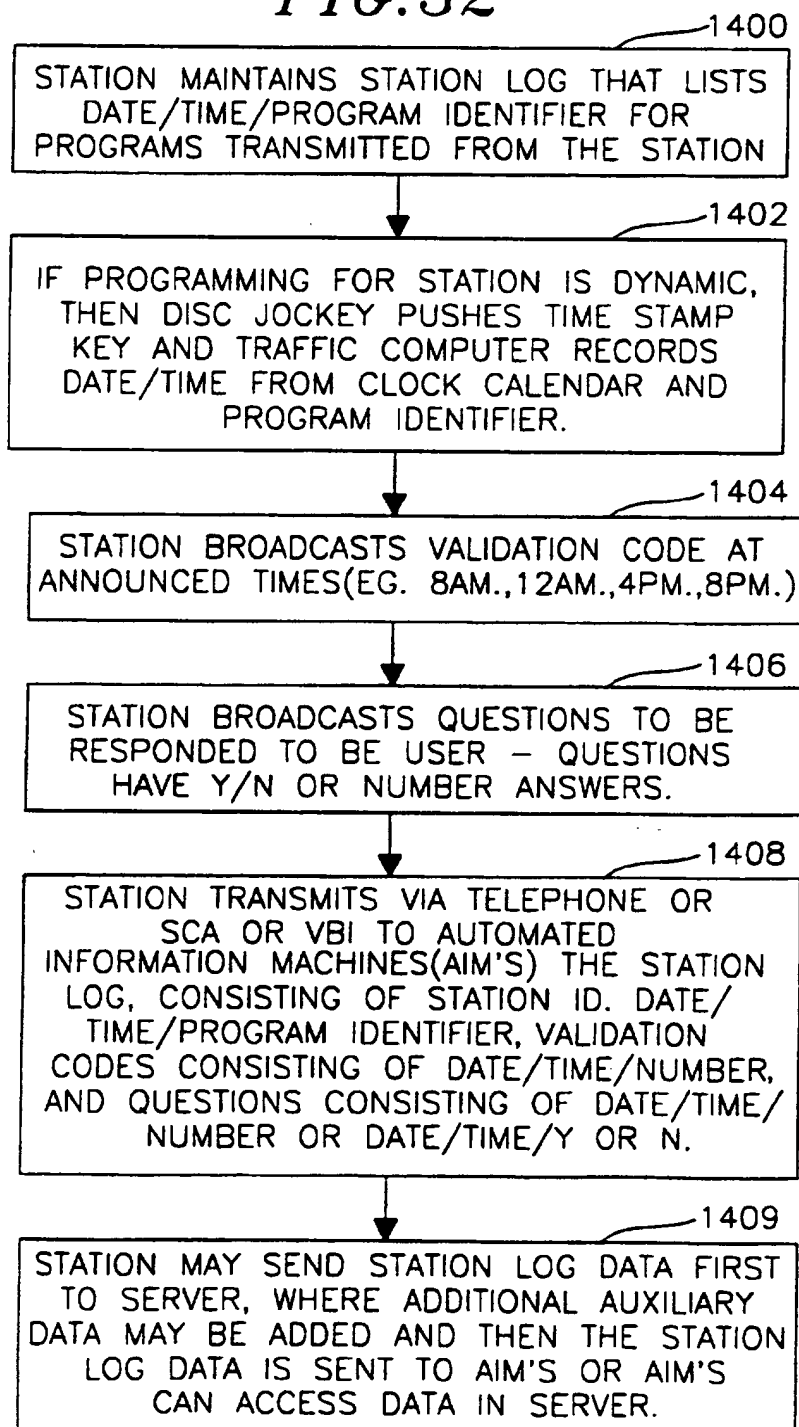 FIG. 32
1400
STATION MAINTAINS STATION LOG THAT LISTS
DATE/TIME/PROGRAM IDENTIFIER FOR
PROGRAMS TRANSMITTED FROM THE STATION
1402
IF PROGRAMMING FOR STATION IS DYNAMIC,
THEN DISC JOCKEY PUSHES TIME STAMP
KEY AND TRAFFIC COMPUTER RECORDS
DATE/TIME FROM CLOCK CALENDAR AND
PROGRAM IDENTIFIER.
1404
STATION BROADCASTS VALIDATION CODE AT
ANNOUNCED TIMES(EG. 8AM.,12AM.,4PM.,8PM.)
1406
STATION BROADCASTS QUESTIONS TO BE
RESPONDED TO BE USER – QUESTIONS
HAVE Y/N OR NUMBER ANSWERS.
1408
STATION TRANSMITS VIA TELEPHONE OR
SCA OR VBI TO AUTOMATED
INFORMATION MACHINES(AIM'S) THE STATION
LOG, CONSISTING OF STATION ID. DATE/
TIME/PROGRAM IDENTIFIER, VALIDATION
CODES CONSISTING OF DATE/TIME/NUMBER,
AND QUESTIONS CONSISTING OF DATE/TIME/
NUMBER OR DATE/TIME/Y OR N.
1409
STATION MAY SEND STATION LOG DATA FIRST
TO SERVER, WHERE ADDITIONAL AUXILIARY
DATA MAY BE ADDED AND THEN THE STATION
LOG DATA IS SENT TO AIM'S OR AIM'S
CAN ACCESS DATA IN SERVER.